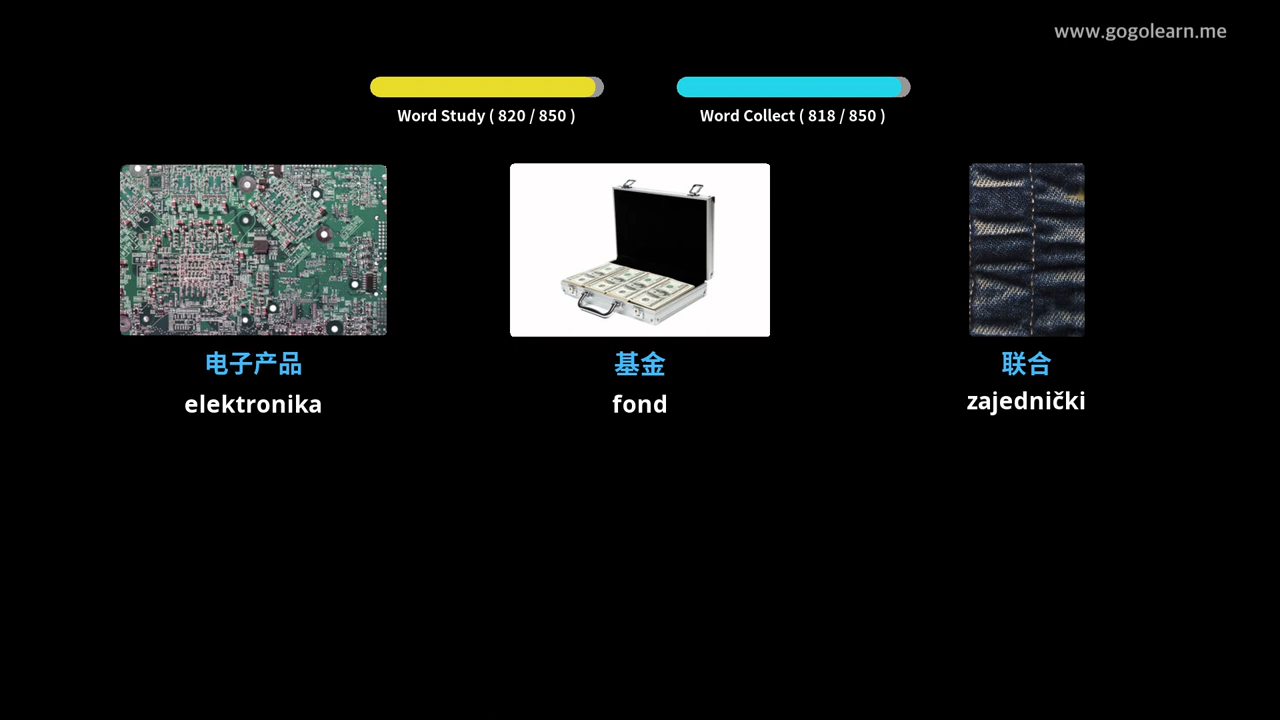 www.gogolearn.me
Word Study ( 820 / 850 )
Word Collect ( 818 / 850 )
电子产品
elektronika
基金
fond
联合
zajednički